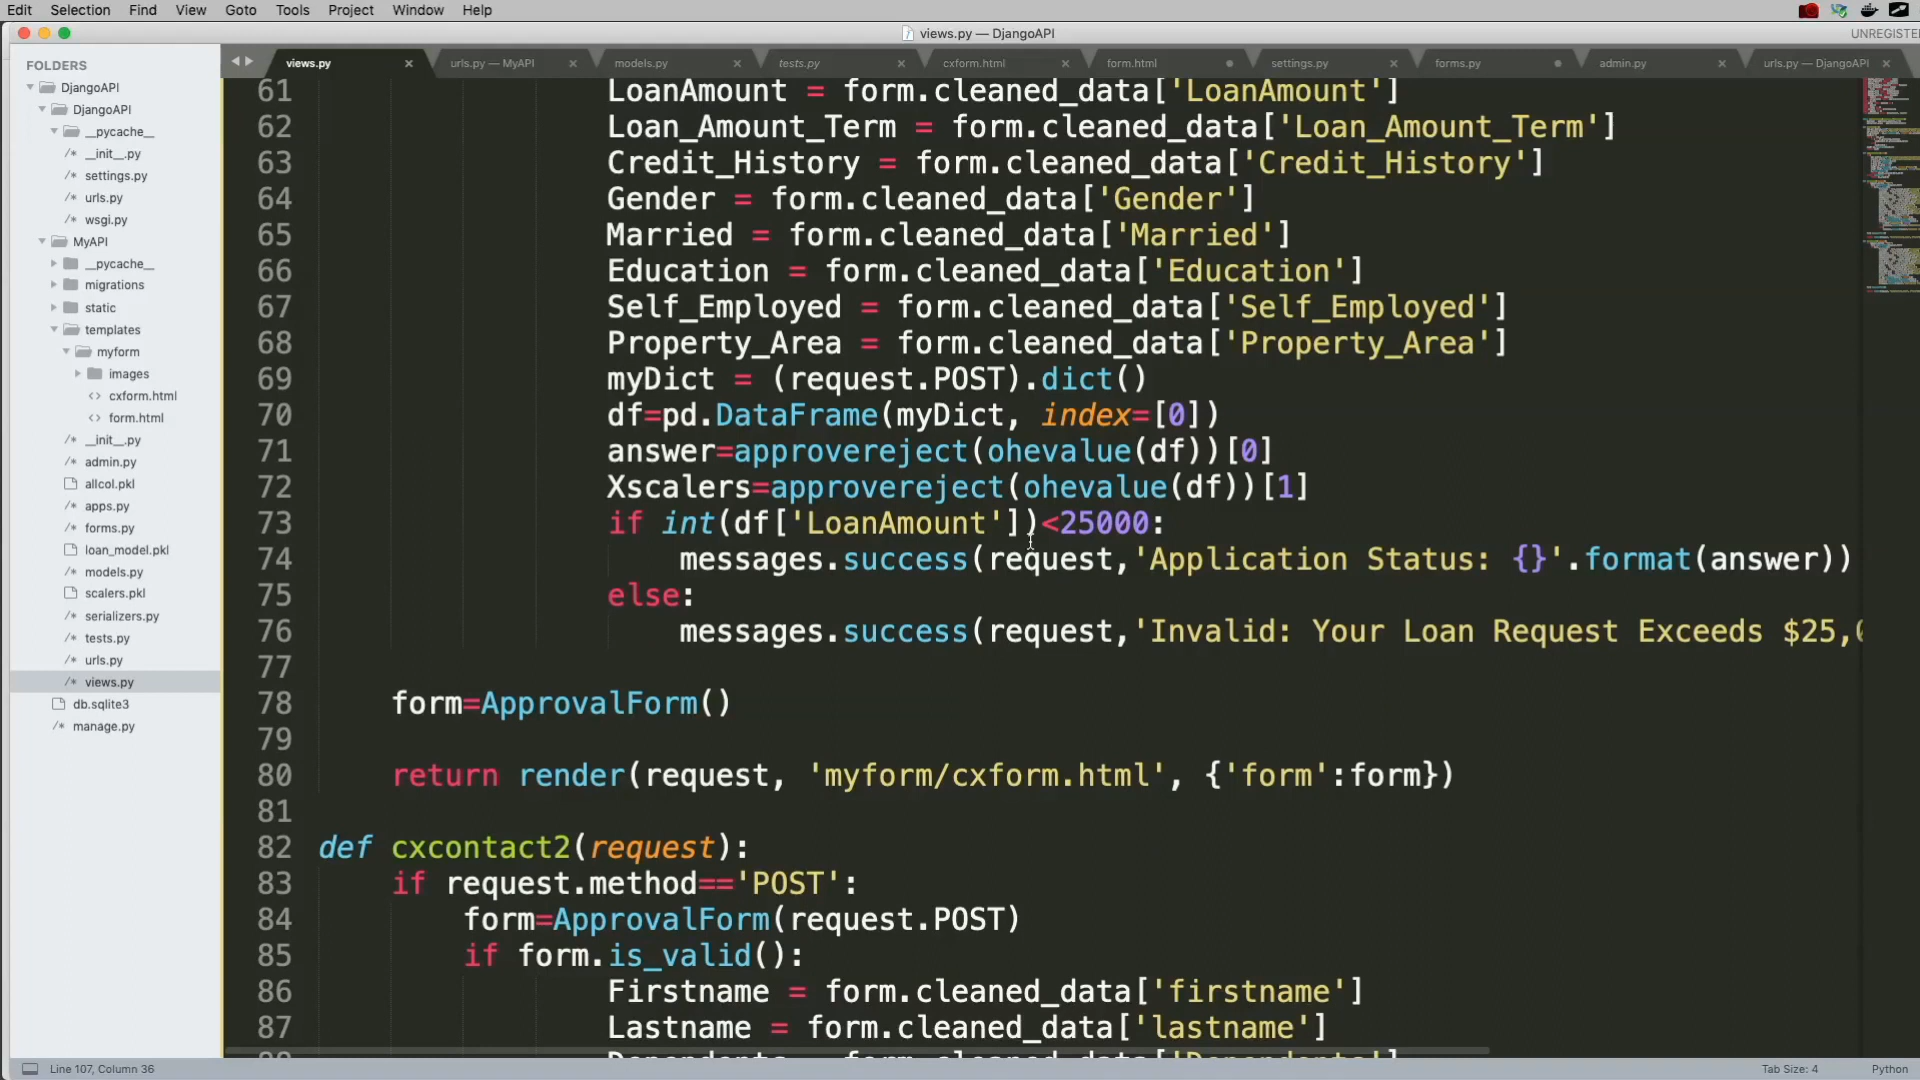 Edit Selection Find View Goto Tools Project Window Help
views.py — DjangoAPI
UNREGISTE
FOLDERS
DjangoAPI
DjangoAPI
__pycache__
__init__.py
settings.py
urls.py
wsgi.py
MyAPI
__pycache__
migrations
static
templates
myform
images
cxform.html
form.html
__init__.py
admin.py
allcol.pkl
apps.py
forms.py
loan_model.pkl
models.py
scalers.pkl
serializers.py
tests.py
urls.py
views.py
db.sqlite3
manage.py
views.py urls.py — MyAPI models.py tests.py cxform.html form.html settings.py forms.py admin.py urls.py — DjangoAPI
61 LoanAmount = form.cleaned_data['LoanAmount']
62 Loan_Amount_Term = form.cleaned_data['Loan_Amount_Term']
63 Credit_History = form.cleaned_data['Credit_History']
64 Gender = form.cleaned_data['Gender']
65 Married = form.cleaned_data['Married']
66 Education = form.cleaned_data['Education']
67 Self_Employed = form.cleaned_data['Self_Employed']
68 Property_Area = form.cleaned_data['Property_Area']
69 myDict = (request.POST).dict()
70 df=pd.DataFrame(myDict, index=[0])
71 answer=approvereject(ohevalue(df))[0]
72 Xscalers=approvereject(ohevalue(df))[1]
73 if int(df['LoanAmount'])<25000:
74 messages.success(request,'Application Status: {}'.format(answer))
75 else:
76 messages.success(request,'Invalid: Your Loan Request Exceeds $25,0
77
78 form=ApprovalForm()
79
80 return render(request, 'myform/cxform.html', {'form':form})
81
82 def cxcontact2(request):
83 if request.method=='POST':
84 form=ApprovalForm(request.POST)
85 if form.is_valid():
86 Firstname = form.cleaned_data['firstname']
87 Lastname = form.cleaned_data['lastname']
88 Dependents = form.cleaned_data['Dependents']
Line 107, Column 36
Tab Size: 4
Python